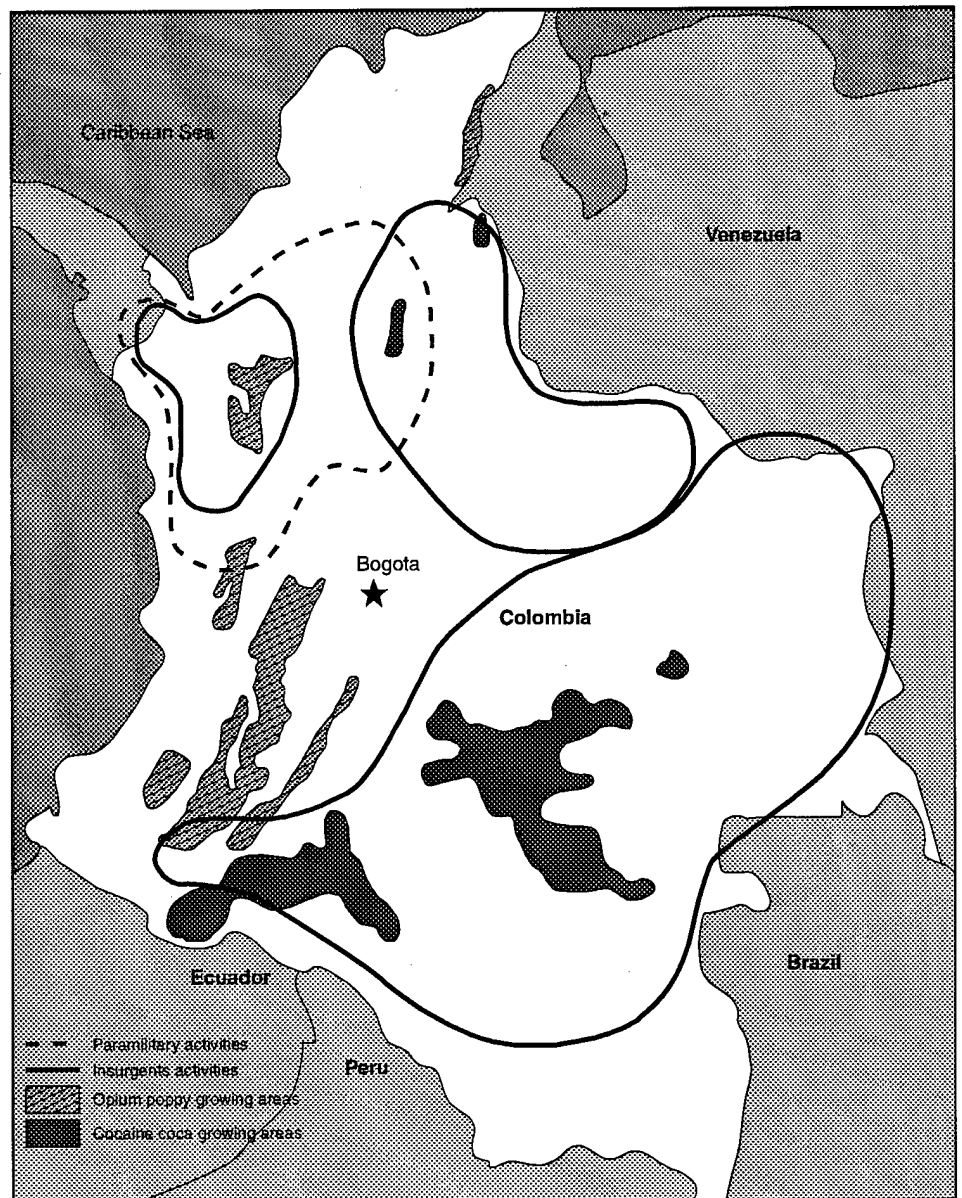 Caribbean Sea
Venezuela
Bogota
Colombia
Ecuador
Brazil
Peru
Paramilitary activities
Insurgents activities
Opium poppy growing areas
Cocaine coca growing areas